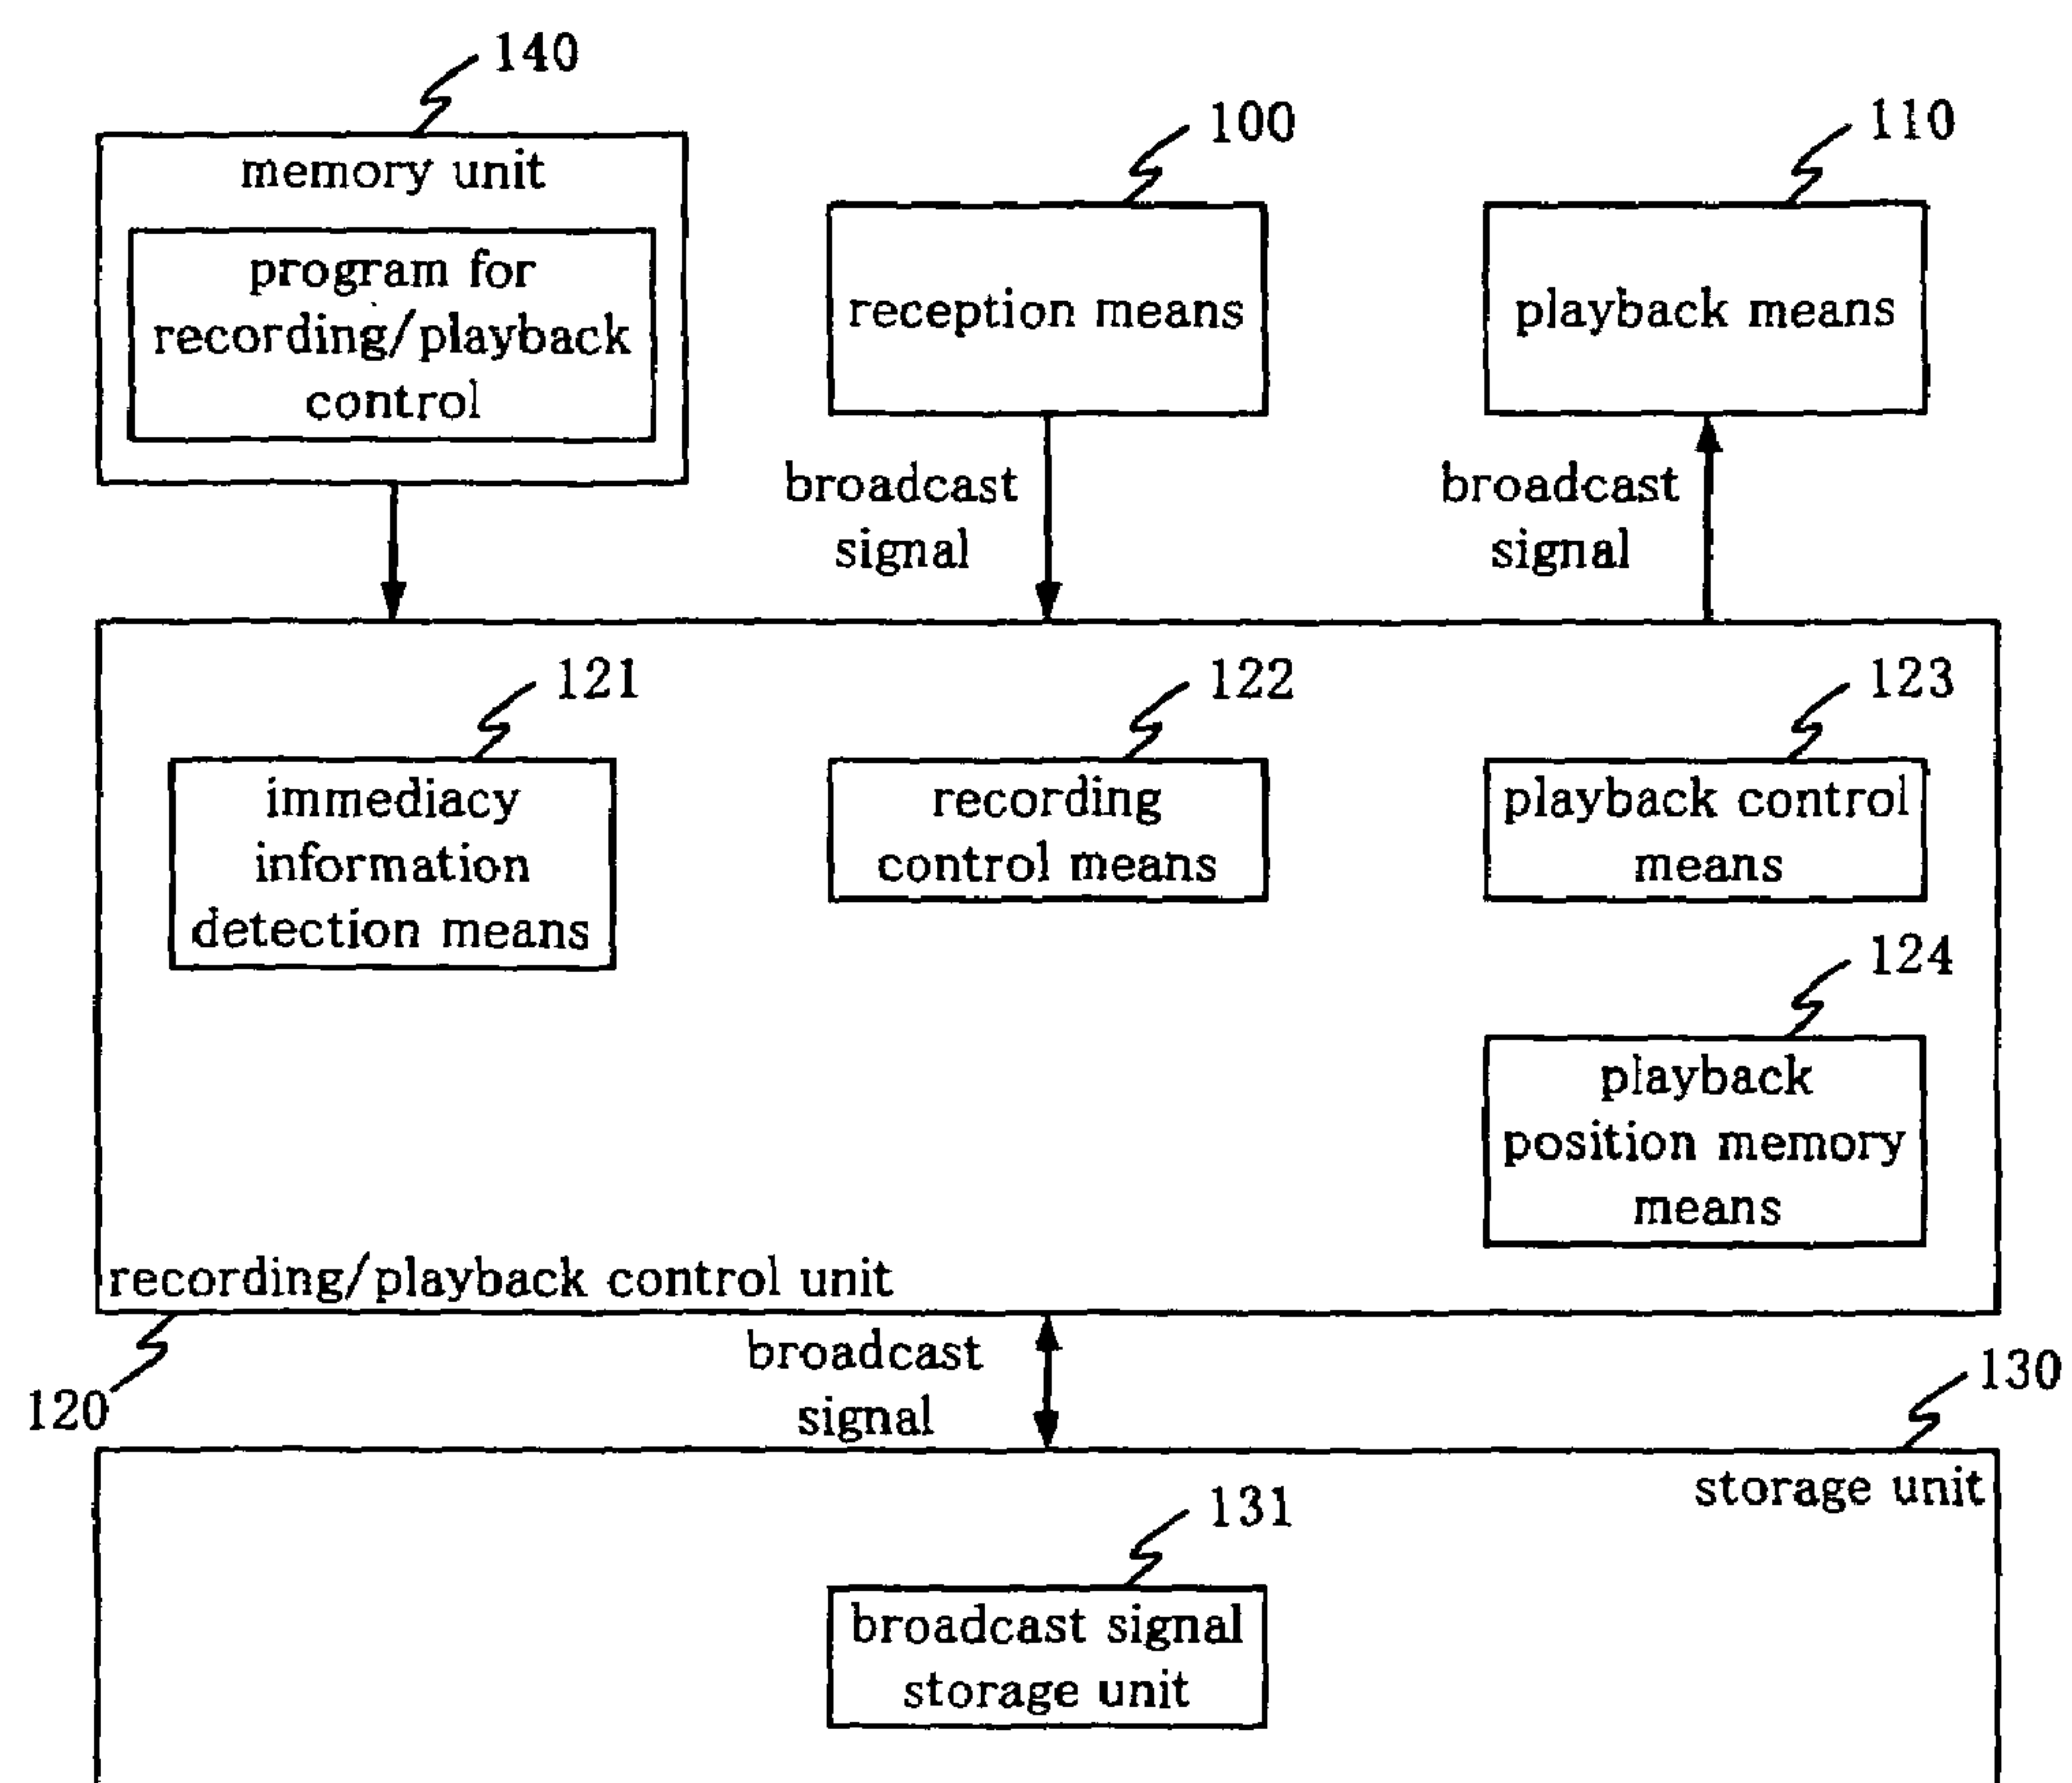 140
100
110
memory unit
program for
recording/playback
control
reception means
playback means
broadcast
signal
broadcast
signal
121
122
123
immediacy
information
detection means
recording
control means
playback control
means
124
playback
position memory
means
recording/playback control unit
120
broadcast
signal
130
storage unit
131
broadcast signal
storage unit